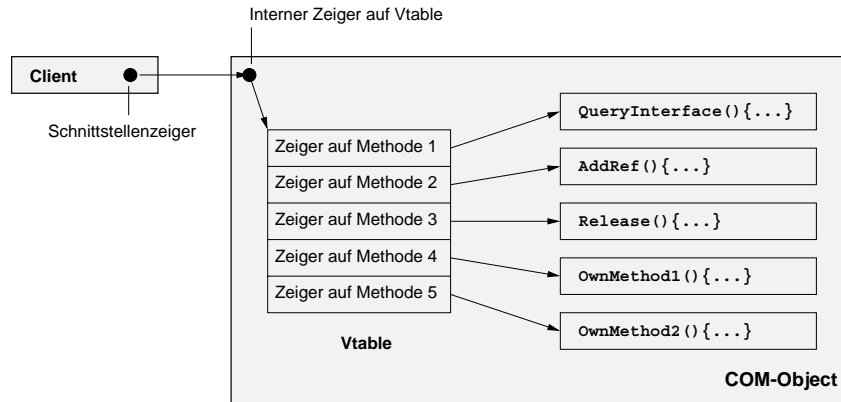 Interner Zeiger auf Vtable
Client
Schnittstellenzeiger
Zeiger auf Methode 1
Zeiger auf Methode 2
Zeiger auf Methode 3
Zeiger auf Methode 4
Zeiger auf Methode 5
Vtable
QueryInterface(){...}
AddRef(){...}
Release(){...}
OwnMethod1(){...}
OwnMethod2(){...}
COM-Object